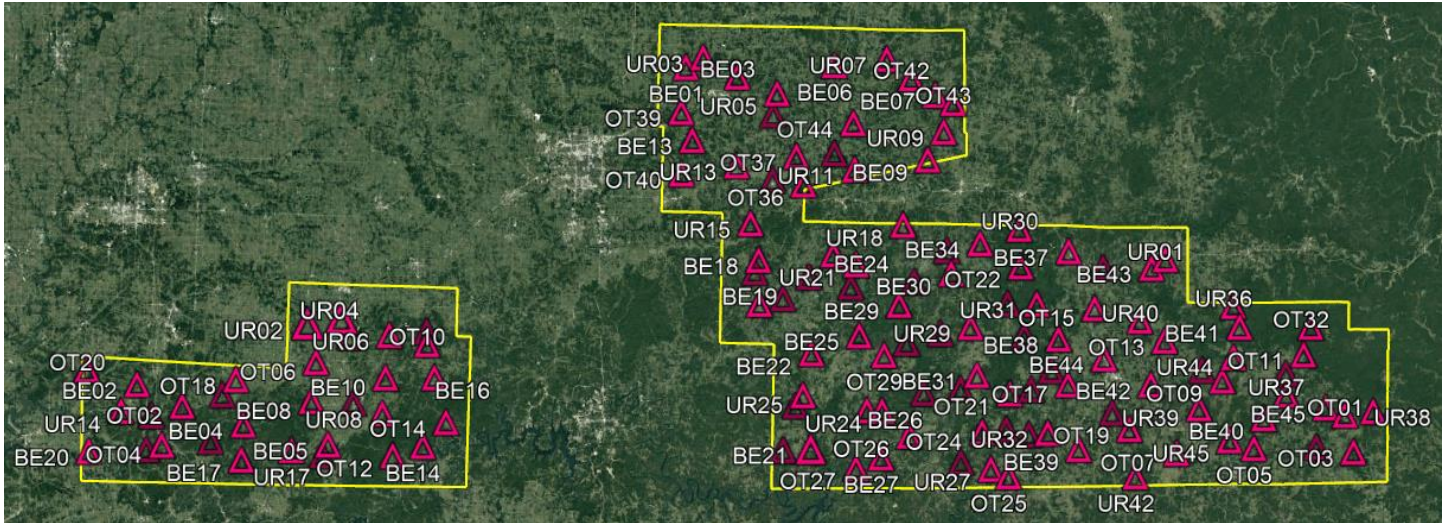 UR03
BE03
UR07
OT42
BE01
UR05
BE06
BE07
OT43
OT39
OT44
UR09
BE13
OT40
UR13
OT37
UR11
BE09
OT36
UR15
UR18
BE34
UR30
BE18
BE24
BE37
UR01
UR21
BE30
OT22
BE43
BE19
BE29
UR31
OT15
UR40
UR36
UR04
UR02
UR06
OT10
UR29
BE38
BE41
OT32
BE25
OT13
OT11
OT20
BE22
BE44
UR44
BE02
OT18
OT06
BE10
BE16
OT29
BE31
OT17
BE42
OT09
UR37
OT02
BE08
UR25
OT21
OT01
UR14
UR08
UR24
BE26
UR39
BE45
UR38
BE04
OT14
OT24
UR32
OT19
BE40
OT04
BE05
OT26
BE20
BE21
BE39
UR45
OT03
BE17
UR17
OT12
BE14
OT07
OT05
OT27
BE27
UR27
OT25
UR42